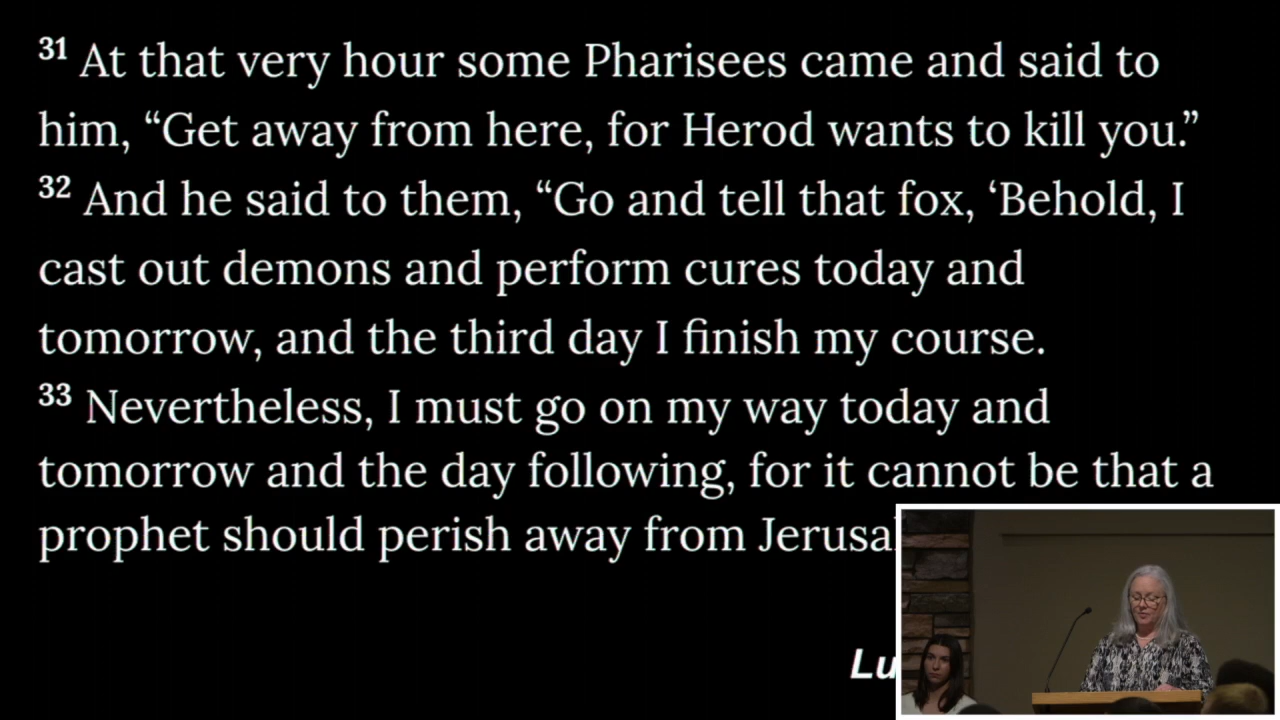 31 At that very hour some Pharisees came and said to
him, “Get away from here, for Herod wants to kill you.”
32 And he said to them, “Go and tell that fox, ‘Behold, I
cast out demons and perform cures today and
tomorrow, and the third day I finish my course.
33 Nevertheless, I must go on my way today and
tomorrow and the day following, for it cannot be that a
prophet should perish away from